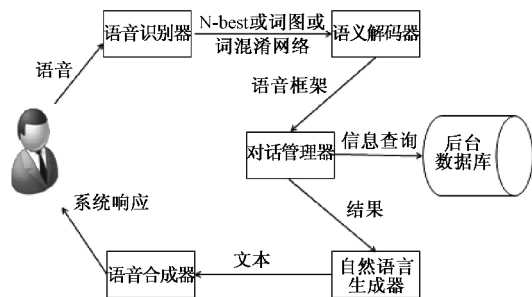 语音识别器
N-best或词图或
词混淆网络
语义解码器
语音
语音框架
对话管理器
信息查询
后台
数据库
系统响应
结果
语音合成器
文本
自然语言
生成器